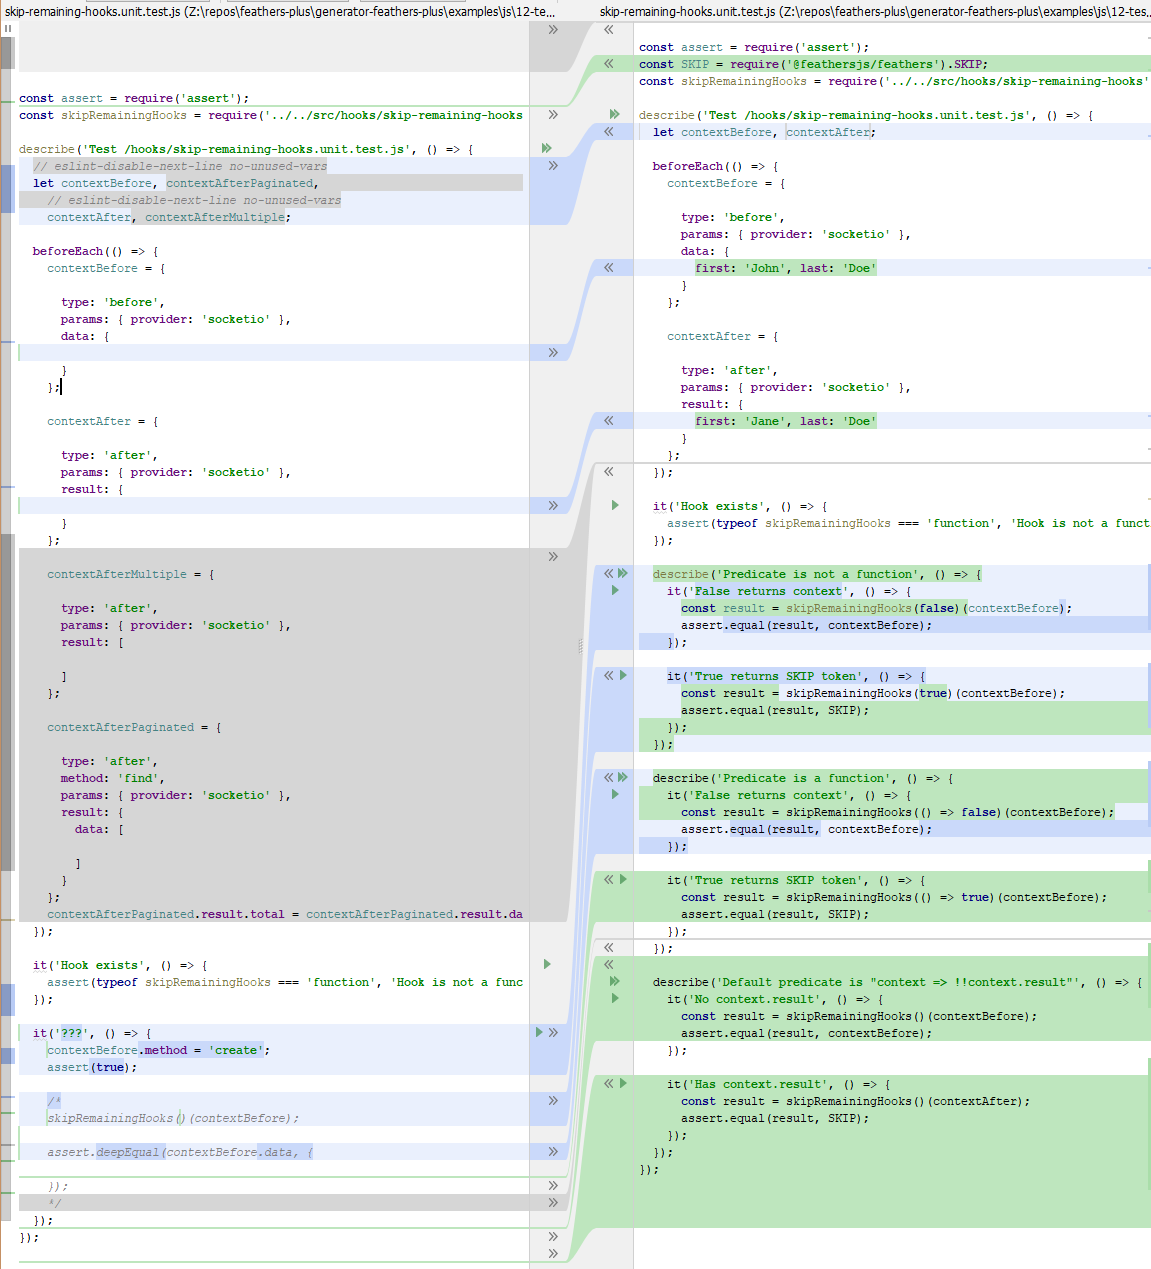 skip-remaining-hooks.unit.test.js (Z:\repos\feathers-plus\generator-feathers-plus\examples\js\12-te...
const assert = require('assert');
const skipRemainingHooks = require('../../src/hooks/skip-remaining-hooks
describe('Test /hooks/skip-remaining-hooks.unit.test.js', () => {
// eslint-disable-next-line no-unused-vars
let contextBefore, contextAfterPaginated,
// eslint-disable-next-line no-unused-vars
contextAfter, contextAfterMultiple;
beforeEach(() => {
contextBefore = {
type: 'before',
params: { provider: 'socketio' },
data: {
}
};
contextAfter = {
type: 'after',
params: { provider: 'socketio' },
result: {
}
};
contextAfterMultiple = {
type: 'after',
params: { provider: 'socketio' },
result: [
]
};
contextAfterPaginated = {
type: 'after',
method: 'find',
params: { provider: 'socketio' },
result: {
data: [
]
}
};
contextAfterPaginated.result.total = contextAfterPaginated.result.da
});
it('Hook exists', () => {
assert(typeof skipRemainingHooks === 'function', 'Hook is not a func
});
it('???', () => {
contextBefore.method = 'create';
assert(true);
/*
skipRemainingHooks()(contextBefore);
assert.deepEqual(contextBefore.data, {
});
*/
});
});
skip-remaining-hooks.unit.test.js (Z:\repos\feathers-plus\generator-feathers-plus\examples\js\12-tes...
const assert = require('assert');
const SKIP = require('@feathersjs/feathers').SKIP;
const skipRemainingHooks = require('../../src/hooks/skip-remaining-hooks'
describe('Test /hooks/skip-remaining-hooks.unit.test.js', () => {
let contextBefore, contextAfter;
beforeEach(() => {
contextBefore = {
type: 'before',
params: { provider: 'socketio' },
data: {
first: 'John', last: 'Doe'
}
};
contextAfter = {
type: 'after',
params: { provider: 'socketio' },
result: {
first: 'Jane', last: 'Doe'
}
};
});
it('Hook exists', () => {
assert(typeof skipRemainingHooks === 'function', 'Hook is not a funct
});
describe('Predicate is not a function', () => {
it('False returns context', () => {
const result = skipRemainingHooks(false)(contextBefore);
assert.equal(result, contextBefore);
});
it('True returns SKIP token', () => {
const result = skipRemainingHooks(true)(contextBefore);
assert.equal(result, SKIP);
});
});
describe('Predicate is a function', () => {
it('False returns context', () => {
const result = skipRemainingHooks(() => false)(contextBefore);
assert.equal(result, contextBefore);
});
it('True returns SKIP token', () => {
const result = skipRemainingHooks(() => true)(contextBefore);
assert.equal(result, SKIP);
});
});
describe('Default predicate is "context => !!context.result"', () => {
it('No context.result', () => {
const result = skipRemainingHooks()(contextBefore);
assert.equal(result, contextBefore);
});
it('Has context.result', () => {
const result = skipRemainingHooks()(contextAfter);
assert.equal(result, SKIP);
});
});
});